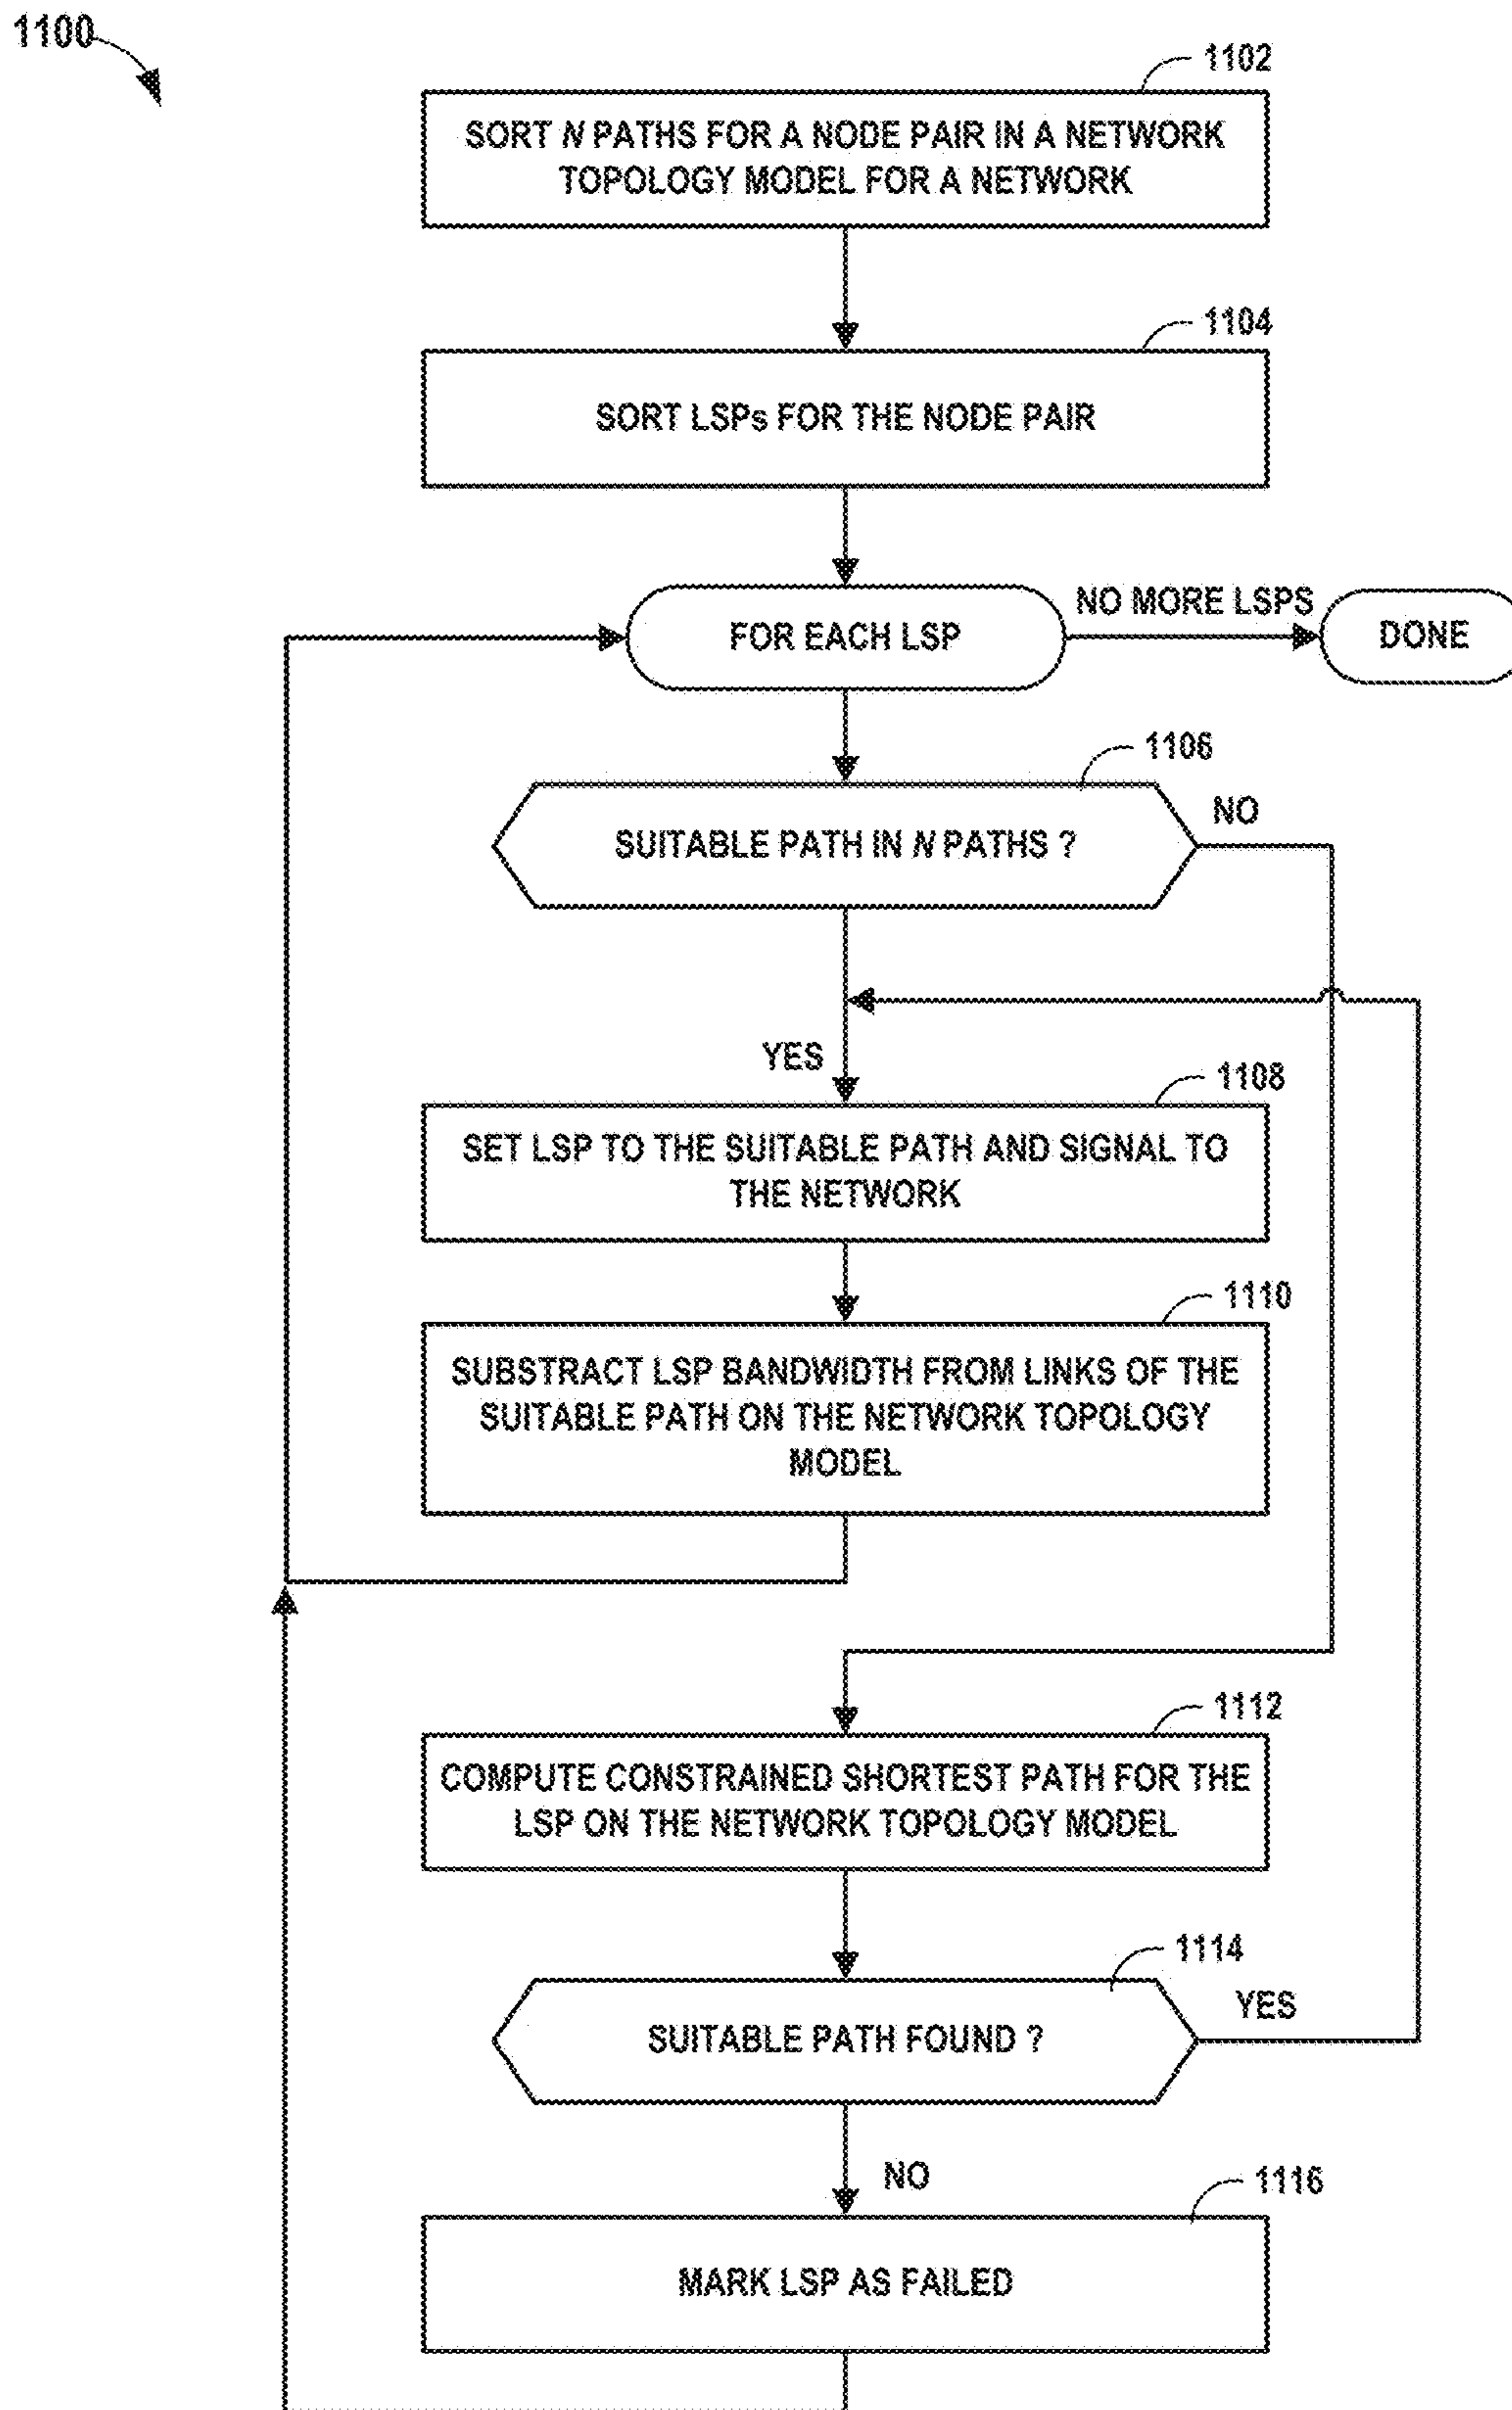 1100
1102
SORT N PATHS FOR A NODE PAIR IN A NETWORK
TOPOLOGY MODEL FOR A NETWORK
1104
SORT LSPs FOR THE NODE PAIR
FOR EACH LSP
NO MORE LSPS
DONE
1106
SUITABLE PATH IN N PATHS ?
NO
YES
1108
SET LSP TO THE SUITABLE PATH AND SIGNAL TO
THE NETWORK
1110
SUBSTRACT LSP BANDWIDTH FROM LINKS OF THE
SUITABLE PATH ON THE NETWORK TOPOLOGY
MODEL
1112
COMPUTE CONSTRAINED SHORTEST PATH FOR THE
LSP ON THE NETWORK TOPOLOGY MODEL
1114
SUITABLE PATH FOUND ?
YES
NO
1116
MARK LSP AS FAILED